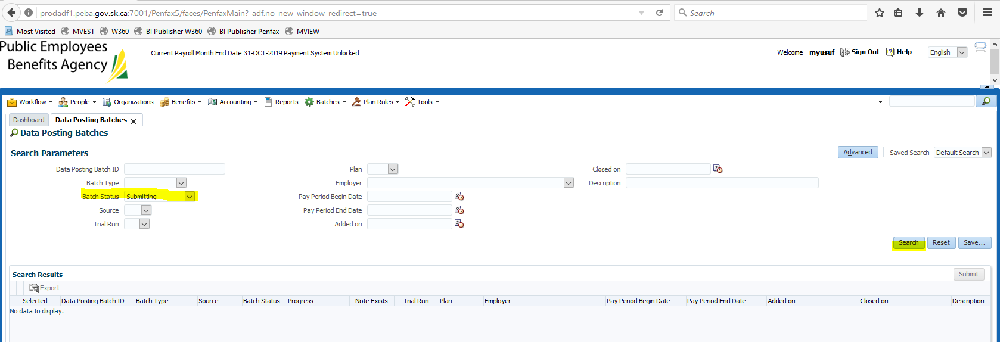 prodadf1.peba.gov.sk.ca:7001/Penfax5/faces/PenfaxMain?_adf.no-new-window-redirect=true
Search
Most Visited MVEST W360 BI Publisher W360 BI Publisher Penfax MVIEW
Public Employees
Benefits Agency
Current Payroll Month End Date 31-OCT-2019 Payment System Unlocked
Welcome myusuf Sign Out Help English
Workflow People Organizations Benefits Accounting Reports Batches Plan Rules Tools
Dashboard Data Posting Batches
Data Posting Batches
Search Parameters
Advanced Saved Search Default Search
Data Posting Batch ID Plan Closed on
Batch Type Employer Description
Batch Status Submitting Pay Period Begin Date
Source Pay Period End Date
Trial Run Added on
Search Reset Save...
Search Results
Submit
Export
Selected Data Posting Batch ID Batch Type Source Batch Status Progress Note Exists Trial Run Plan Employer Pay Period Begin Date Pay Period End Date Added on Closed on Description
No data to display.